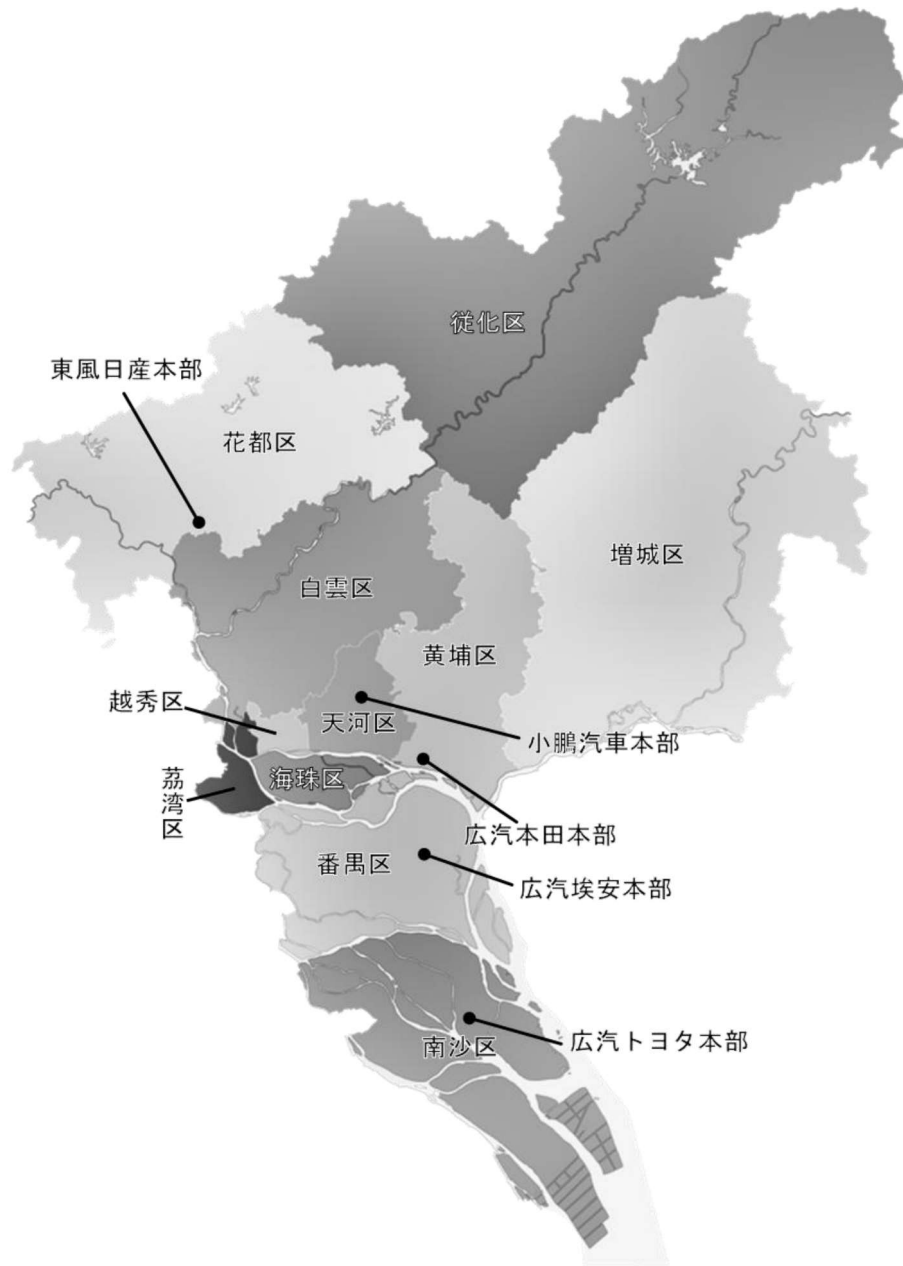 従化区
東風日産本部
花都区
増城区
白雲区
黄埔区
越秀区
天河区
小鵬汽車本部
海珠区
茘湾区
広汽本田本部
番禺区
広汽埃安本部
広汽トヨタ本部
南沙区